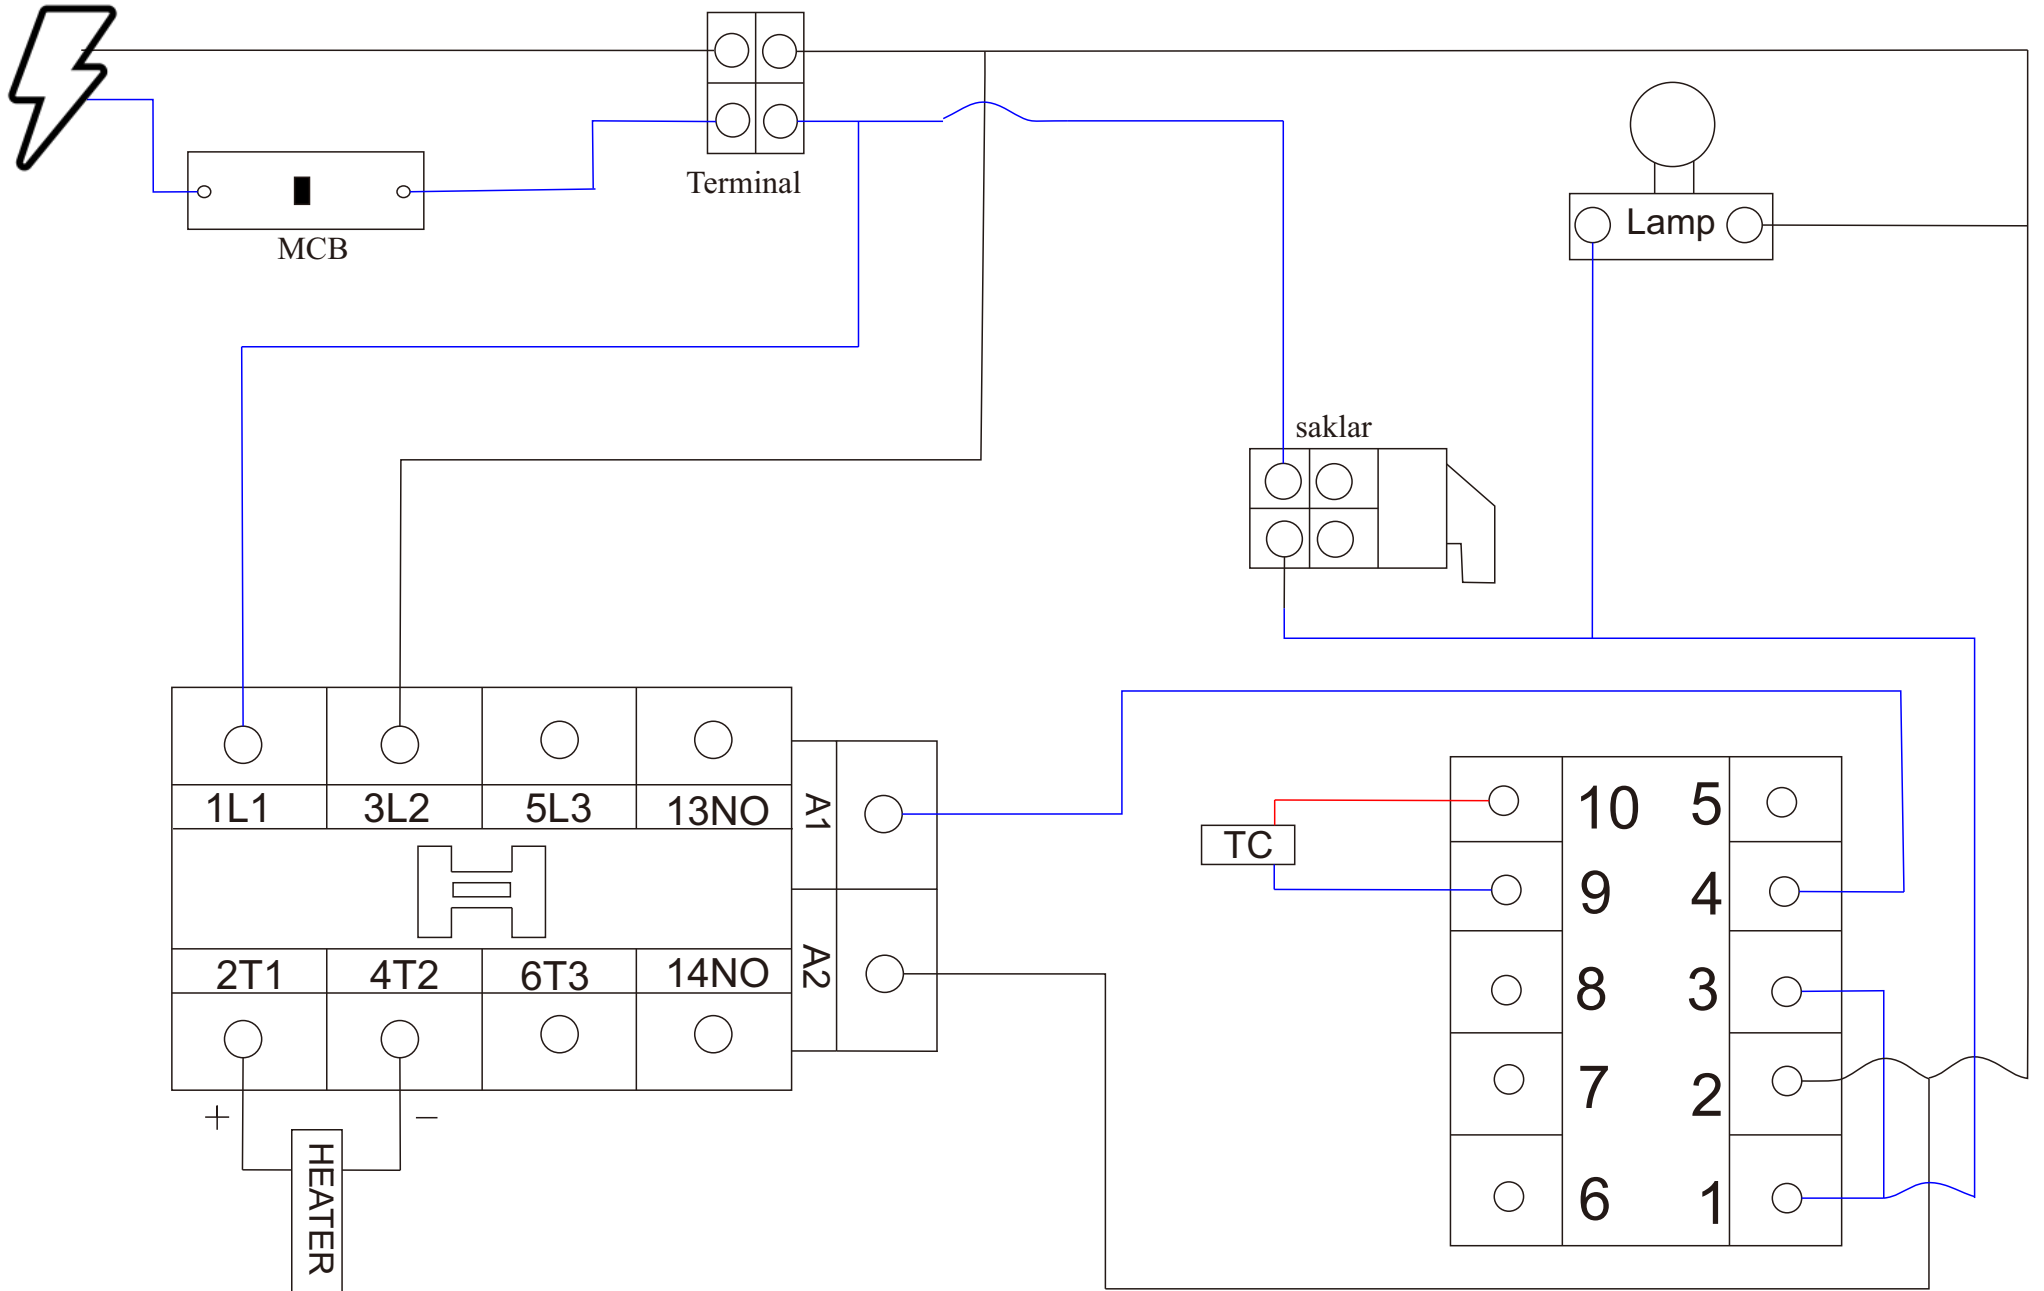 Terminal
MCB
Lamp
saklar
1L1 3L2 5L3 13NO A1
2T1 4T2 6T3 14NO A2
+ −
HEATER
TC
10 5
9 4
8 3
7 2
6 1